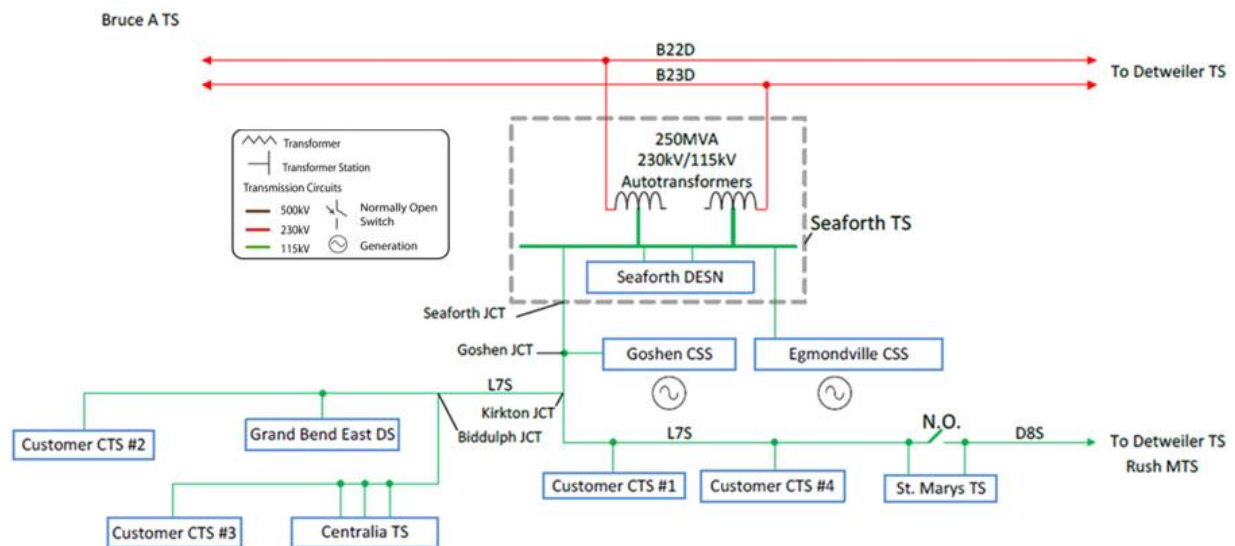 Bruce A TS
B22D
B23D
To Detweiler TS
Transformer
Transformer Station
Transmission Circuits
500kV
230kV
115kV
Normally Open
Switch
Generation
250MVA
230kV/115kV
Autotransformers
Seaforth TS
Seaforth DESN
Seaforth JCT
Goshen JCT
Goshen CSS
Egmondville CSS
L7S
Kirkton JCT
Biddulph JCT
Customer CTS #2
Grand Bend East DS
L7S
N.O.
D8S
To Detweiler TS
Rush MTS
Customer CTS #1
Customer CTS #4
St. Marys TS
Customer CTS #3
Centralia TS